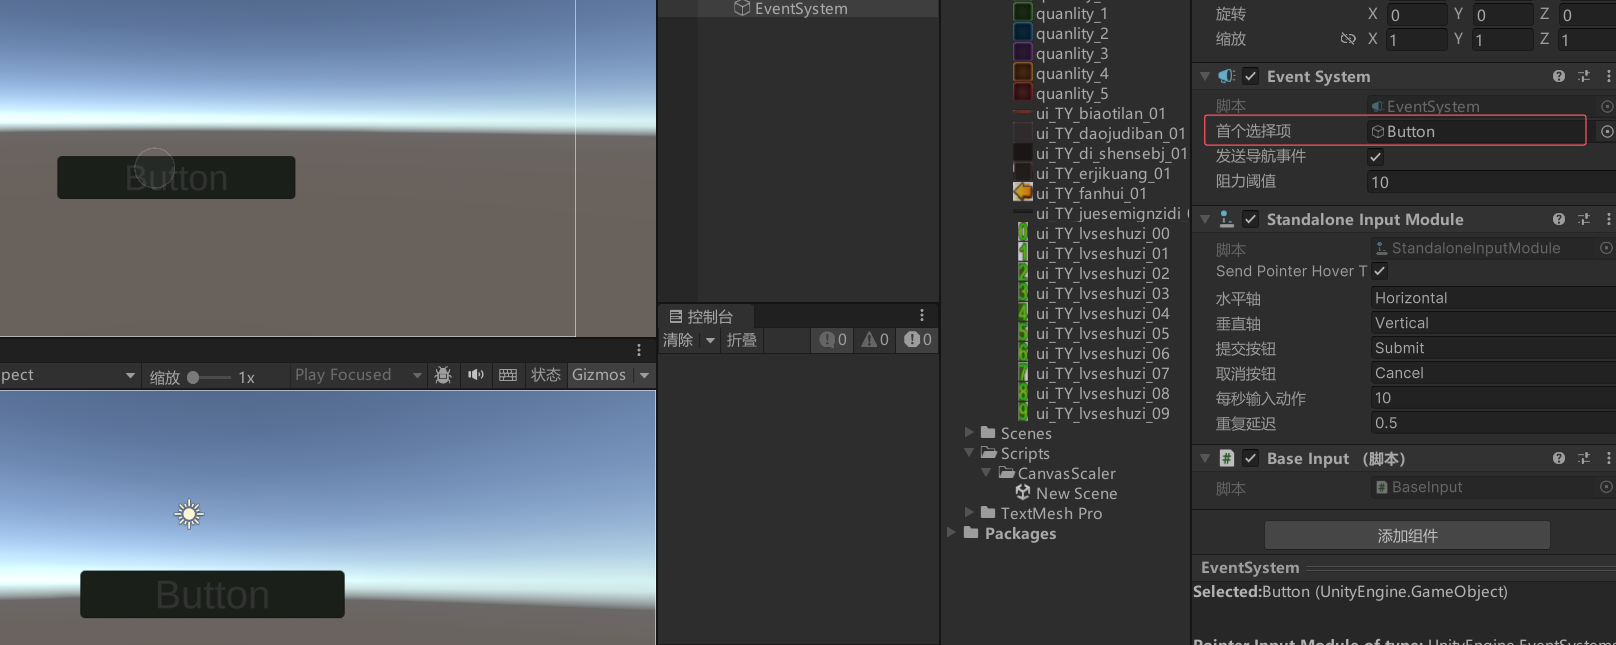 Button
pect
缩放
1x
Play Focused
状态
Gizmos
Button
EventSystem
控制台
清除
折叠
0
0
0
quanlity_1
quanlity_2
quanlity_3
quanlity_4
quanlity_5
ui_TY_biaotilan_01
ui_TY_daojudiban_01
ui_TY_di_shensebj_01
ui_TY_erjikuang_01
ui_TY_fanhui_01
ui_TY_juesemignzidi
ui_TY_lvseshuzi_00
ui_TY_lvseshuzi_01
ui_TY_lvseshuzi_02
ui_TY_lvseshuzi_03
ui_TY_lvseshuzi_04
ui_TY_lvseshuzi_05
ui_TY_lvseshuzi_06
ui_TY_lvseshuzi_07
ui_TY_lvseshuzi_08
ui_TY_lvseshuzi_09
Scenes
Scripts
CanvasScaler
New Scene
TextMesh Pro
Packages
旋转 X 0 Y 0 Z 0
缩放 X 1 Y 1 Z 1
Event System
脚本 EventSystem
首个选择项 Button
发送导航事件
阻力阈值 10
Standalone Input Module
脚本 StandaloneInputModule
Send Pointer Hover T
水平轴 Horizontal
垂直轴 Vertical
提交按钮 Submit
取消按钮 Cancel
每秒输入动作 10
重复延迟 0.5
Base Input （脚本）
脚本 BaseInput
添加组件
EventSystem
Selected:Button (UnityEngine.GameObject)
Pointer Input Module of type: UnityEngine.EventSystem